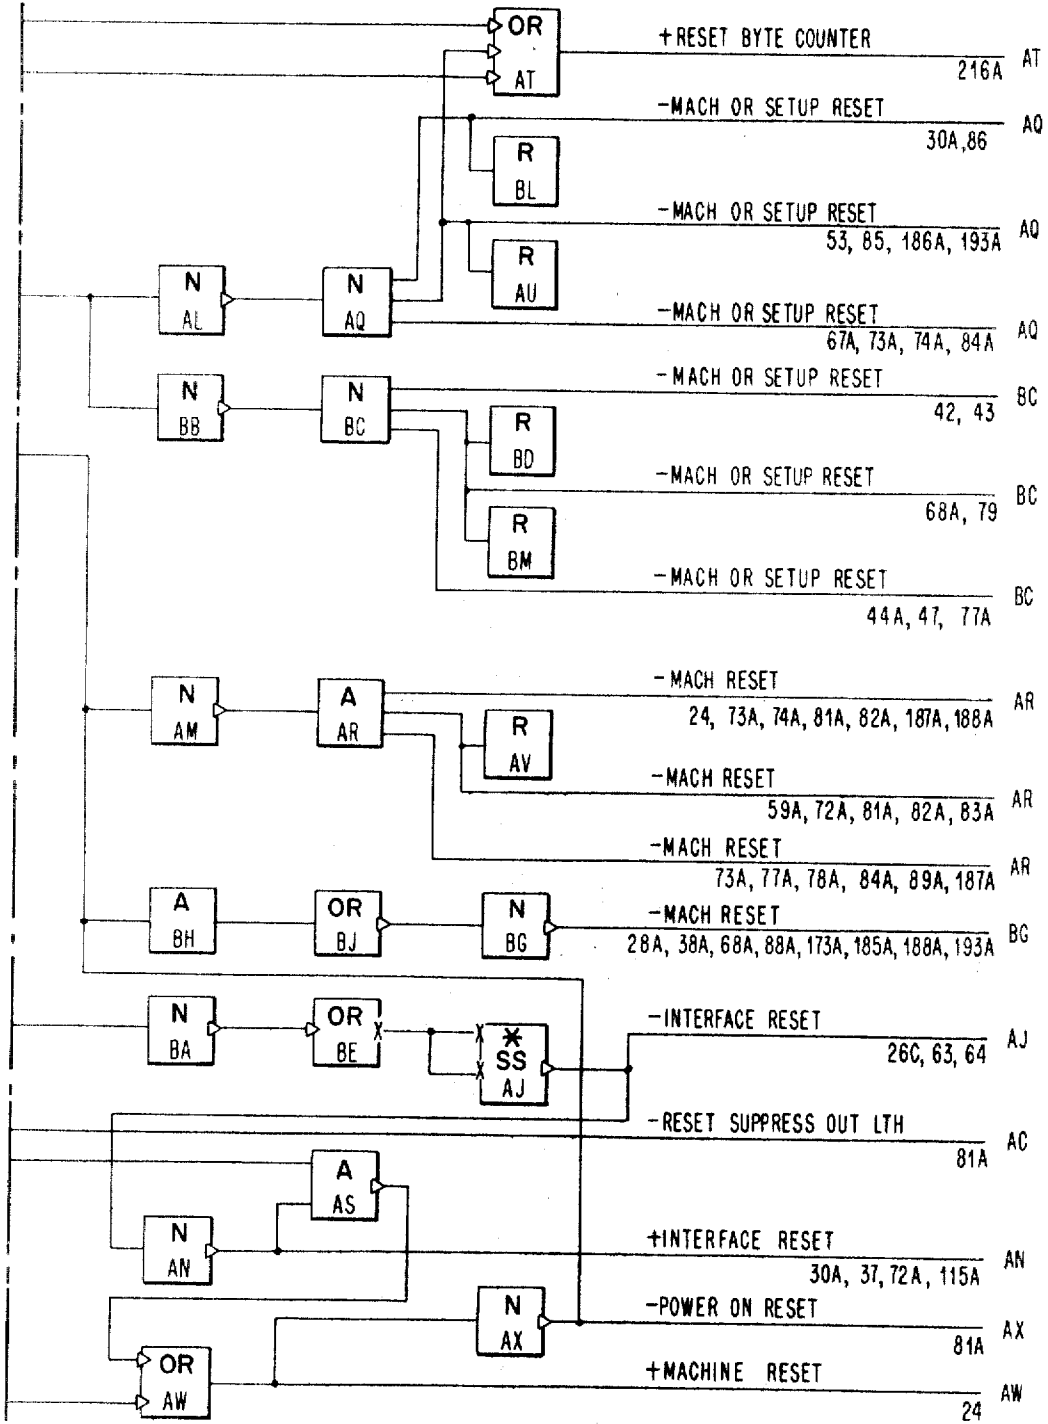 OR
AT
+RESET BYTE COUNTER
216A
AT
-MACH OR SETUP RESET
30A,86
AQ
R
BL
-MACH OR SETUP RESET
53, 85, 186A, 193A
AQ
R
AU
N
AL
N
AQ
-MACH OR SETUP RESET
67A, 73A, 74A, 84A
AQ
N
BB
N
BC
-MACH OR SETUP RESET
42, 43
BC
R
BD
-MACH OR SETUP RESET
68A, 79
BC
R
BM
-MACH OR SETUP RESET
44A, 47, 77A
BC
N
AM
A
AR
-MACH RESET
24, 73A, 74A, 81A, 82A, 187A, 188A
AR
R
AV
-MACH RESET
59A, 72A, 81A, 82A, 83A
AR
-MACH RESET
73A, 77A, 78A, 84A, 89A, 187A
AR
A
BH
OR
BJ
N
BG
-MACH RESET
28A, 38A, 68A, 88A, 173A, 185A, 188A, 193A
BG
N
BA
OR
BE
X
X
X
*
SS
AJ
-INTERFACE RESET
26C, 63, 64
AJ
-RESET SUPPRESS OUT LTH
81A
AC
A
AS
N
AN
+INTERFACE RESET
30A, 37, 72A, 115A
AN
N
AX
-POWER ON RESET
81A
AX
OR
AW
+MACHINE RESET
24
AW